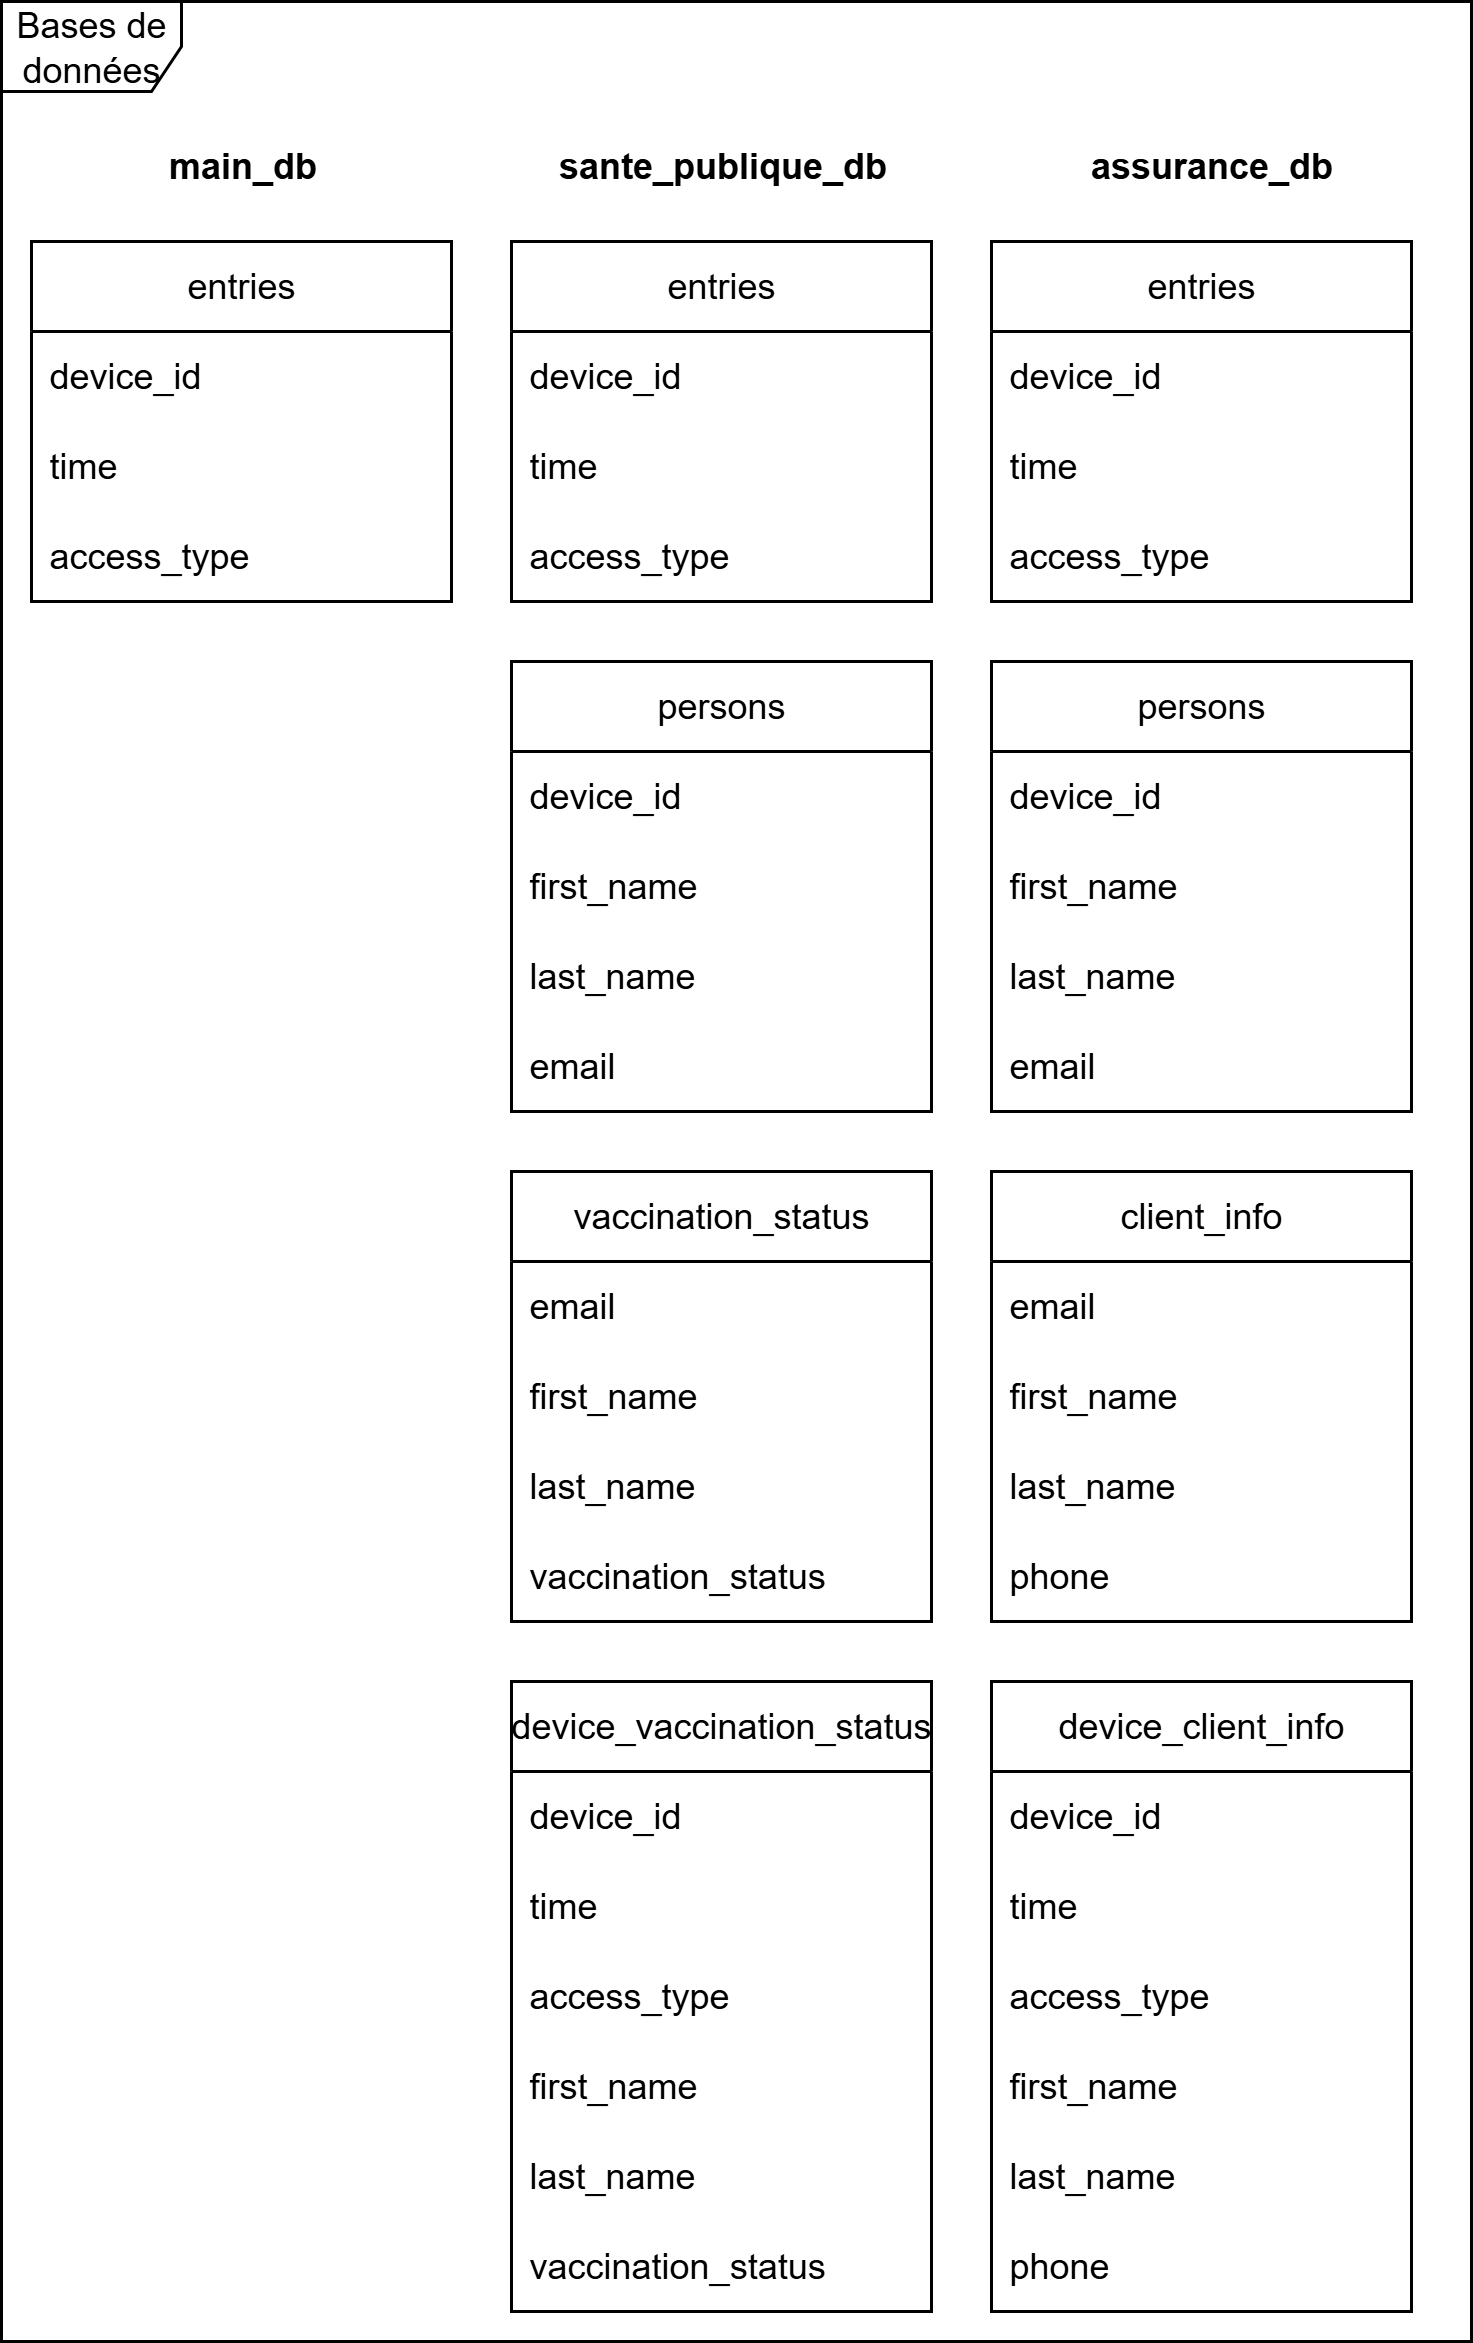 Bases de
données
main_db
sante_publique_db
assurance_db
entries
device_id
time
access_type
entries
device_id
time
access_type
entries
device_id
time
access_type
persons
device_id
first_name
last_name
email
persons
device_id
first_name
last_name
email
vaccination_status
email
first_name
last_name
vaccination_status
client_info
email
first_name
last_name
phone
device_vaccination_status
device_id
time
access_type
first_name
last_name
vaccination_status
device_client_info
device_id
time
access_type
first_name
last_name
phone